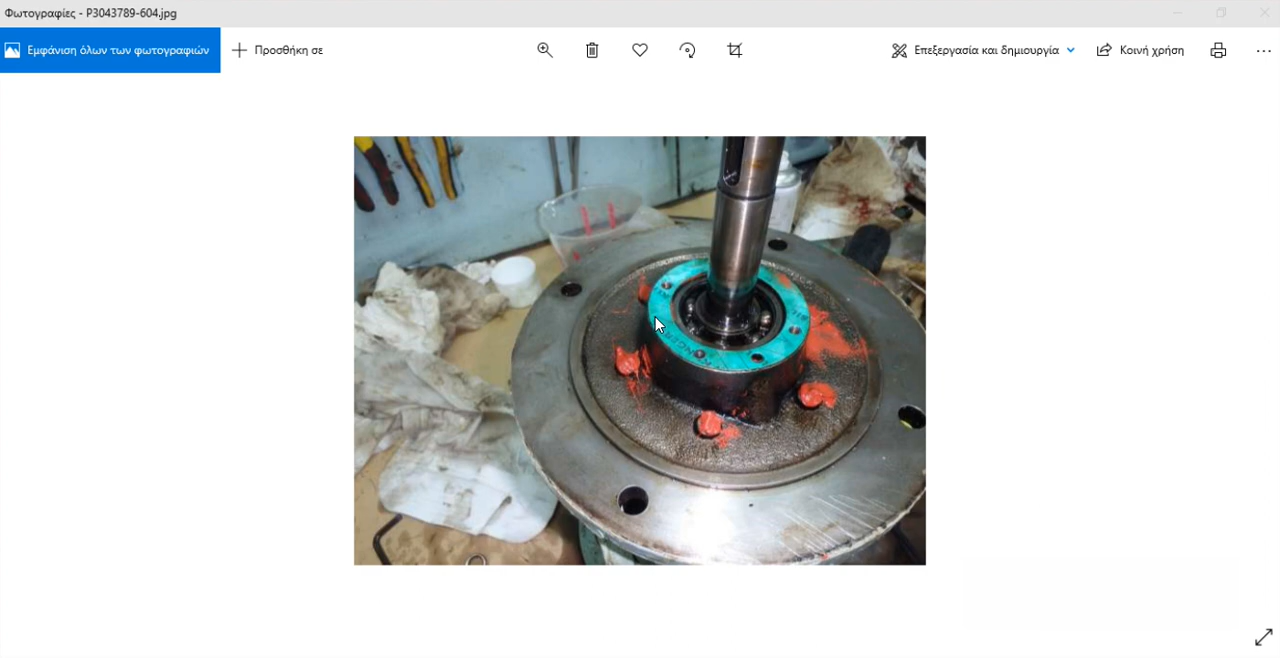 Φωτογραφίες - P3043789-604.jpg
Εμφάνιση όλων των φωτογραφιών
Προσθήκη σε
Επεξεργασία και δημιουργία
Κοινή χρήση